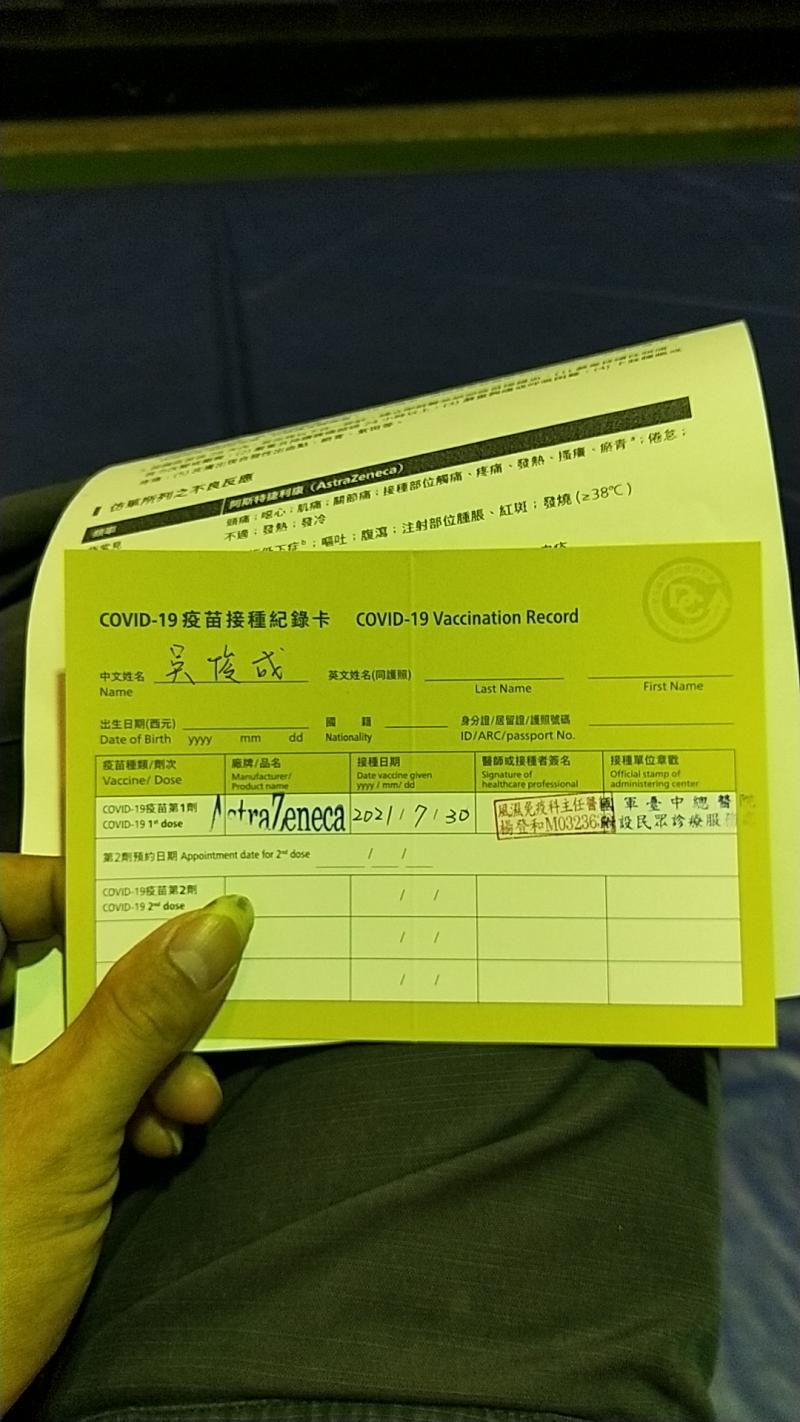 ▌仿單所列之不良反應
頻率 阿斯特捷利康（AstraZeneca）
頭痛；噁心；肌痛；關節痛；接種部位觸痛、疼痛、發熱、搔癢、瘀青ᵃ；倦怠；
不適；發熱；發冷
嘔吐；腹瀉；注射部位腫脹、紅斑；發燒（≥38℃）
COVID-19 疫苗接種紀錄卡 COVID-19 Vaccination Record
中文姓名 吳俊 英文姓名(同護照)
Name Last Name First Name
出生日期(西元) 國 籍 身分證/居留證/護照號碼
Date of Birth yyyy mm dd Nationality ID/ARC/passport No.
疫苗種類/劑次 廠牌/品名 接種日期 醫師或接種者簽名 接種單位章戳
Vaccine/ Dose Manufacturer/ Date vaccine given Signature of Official stamp of
Product name yyyy / mm/ dd healthcare professional administering center
COVID-19疫苗第1劑 AstraZeneca 2021 / 7 / 30 風濕免疫科主任醫 國軍臺中總醫院
COVID-19 1st dose 楊登和M03236 附設民眾診療服務
第2劑預約日期 Appointment date for 2nd dose / /
COVID-19疫苗第2劑 / /
COVID-19 2nd dose
/ /
/ /